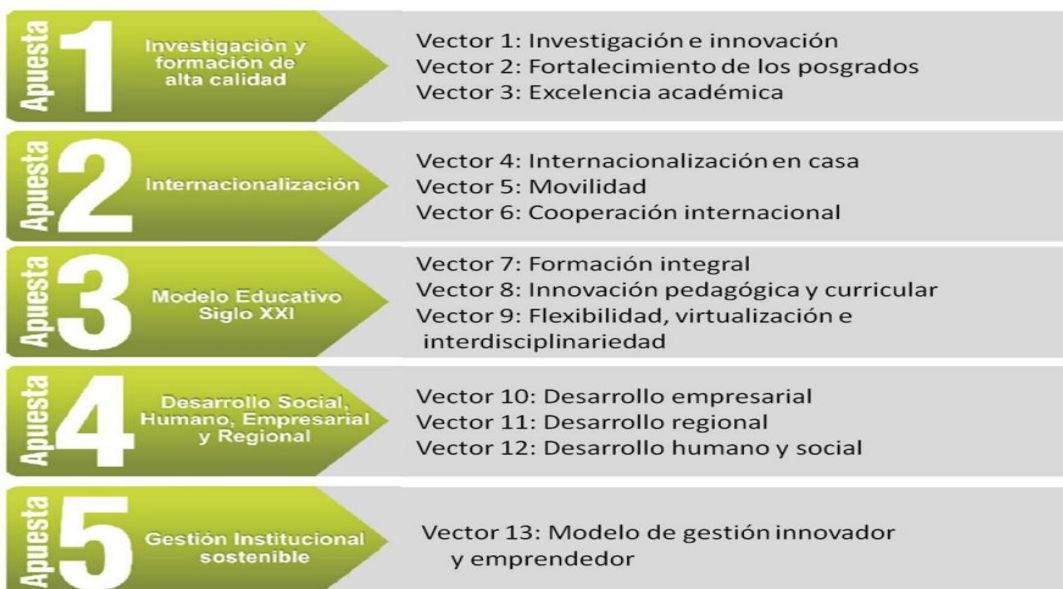 Apuesta 1
Investigación y
formación de
alta calidad
Vector 1: Investigación e innovación
Vector 2: Fortalecimiento de los posgrados
Vector 3: Excelencia académica
Apuesta 2
Internacionalización
Vector 4: Internacionalización en casa
Vector 5: Movilidad
Vector 6: Cooperación internacional
Apuesta 3
Modelo Educativo
Siglo XXI
Vector 7: Formación integral
Vector 8: Innovación pedagógica y curricular
Vector 9: Flexibilidad, virtualización e
interdisciplinariedad
Apuesta 4
Desarrollo Social,
Humano, Empresarial
y Regional
Vector 10: Desarrollo empresarial
Vector 11: Desarrollo regional
Vector 12: Desarrollo humano y social
Apuesta 5
Gestión Institucional
sostenible
Vector 13: Modelo de gestión innovador
y emprendedor